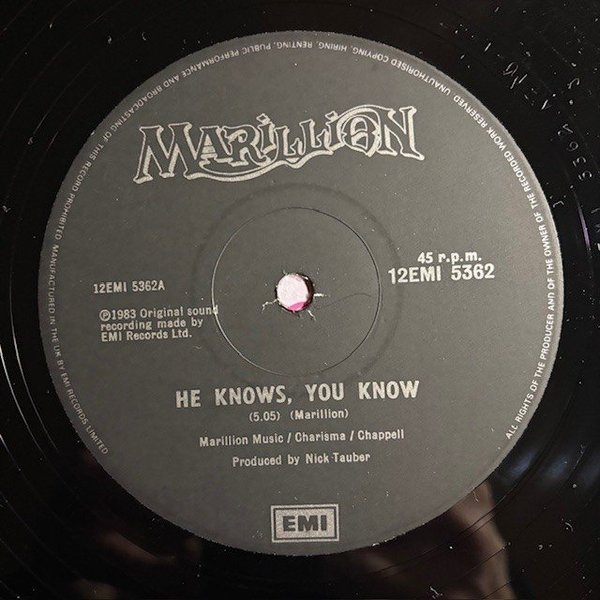 MANUFACTURED IN THE UK BY EMI RECORDS LIMITED
ALL RIGHTS OF THE PRODUCER AND OF THE OWNER OF THE RECORDED WORK RESERVED UNAUTHORISED COPYING, HIRING, RENTING, PUBLIC PERFORMANCE AND BROADCASTING OF THIS RECORD PROHIBITED
MARILLION
45 r.p.m.
12EMI 5362A
12EMI 5362
℗1983 Original sound
recording made by
EMI Records Ltd.
HE KNOWS, YOU KNOW
(5.05) (Marillion)
Marillion Music / Charisma / Chappell
Produced by Nick Tauber
EMI